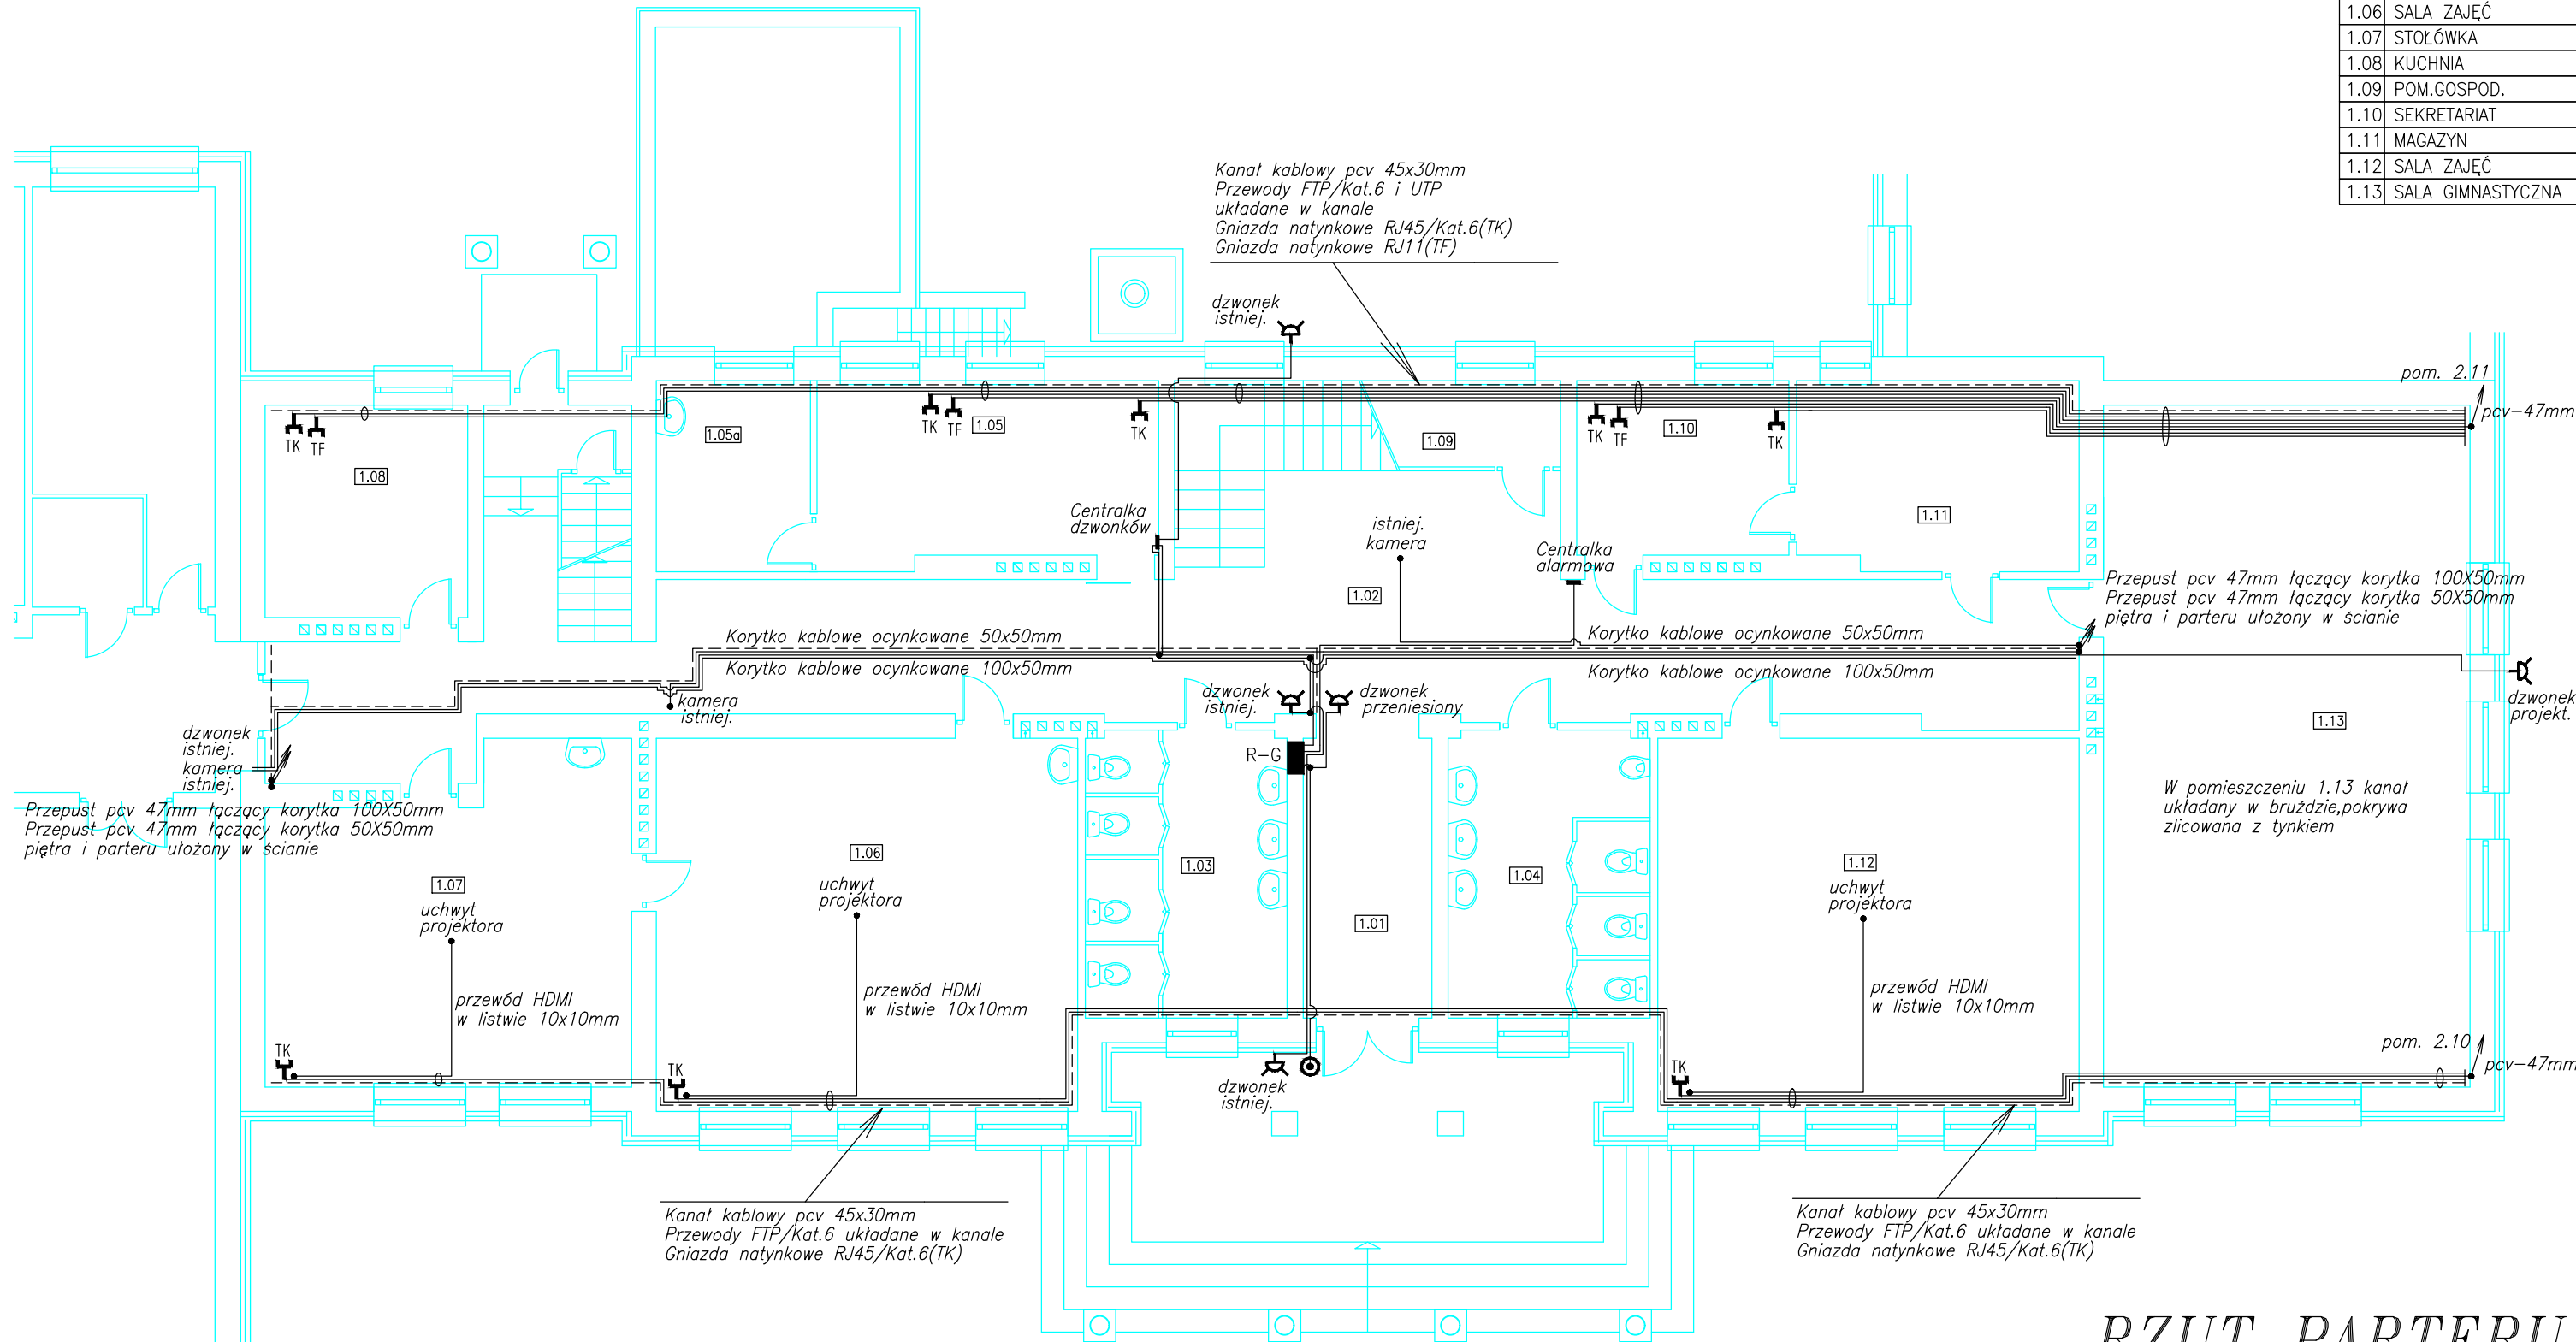 1.06 SALA ZAJĘĆ
1.07 STOŁÓWKA
1.08 KUCHNIA
1.09 POM.GOSPOD.
1.10 SEKRETARIAT
1.11 MAGAZYN
1.12 SALA ZAJĘĆ
1.13 SALA GIMNASTYCZNA
Kanał kablowy pcv 45x30mm
Przewody FTP/Kat.6 i UTP
układane w kanale
Gniazda natynkowe RJ45/Kat.6(TK)
Gniazda natynkowe RJ11(TF)
dzwonek
istniej.
pom. 2.11
pcv-47mm
TK
TF
1.08
1.05a
TK
TF
1.05
TK
1.09
TK
TF
1.10
TK
1.11
Centralka
dzwonków
istniej.
kamera
Centralka
alarmowa
1.02
Przepust pcv 47mm łączący korytka 100X50mm
Przepust pcv 47mm łączący korytka 50X50mm
piętra i parteru ułożony w ścianie
Korytko kablowe ocynkowane 50x50mm
Korytko kablowe ocynkowane 100x50mm
Korytko kablowe ocynkowane 50x50mm
Korytko kablowe ocynkowane 100x50mm
kamera
istniej.
dzwonek
istniej.
dzwonek
przeniesiony
dzwonek
projekt.
1.13
dzwonek
istniej.
kamera
istniej.
R-G
Przepust pcv 47mm łączący korytka 100X50mm
Przepust pcv 47mm łączący korytka 50X50mm
piętra i parteru ułożony w ścianie
W pomieszczeniu 1.13 kanał
układany w bruździe,pokrywa
zlicowana z tynkiem
1.07
uchwyt
projektora
1.06
uchwyt
projektora
1.03
1.01
1.04
1.12
uchwyt
projektora
przewód HDMI
w listwie 10x10mm
przewód HDMI
w listwie 10x10mm
przewód HDMI
w listwie 10x10mm
TK
TK
TK
dzwonek
istniej.
pom. 2.10
pcv-47mm
Kanał kablowy pcv 45x30mm
Przewody FTP/Kat.6 układane w kanale
Gniazda natynkowe RJ45/Kat.6(TK)
Kanał kablowy pcv 45x30mm
Przewody FTP/Kat.6 układane w kanale
Gniazda natynkowe RJ45/Kat.6(TK)
RZUT PARTERU